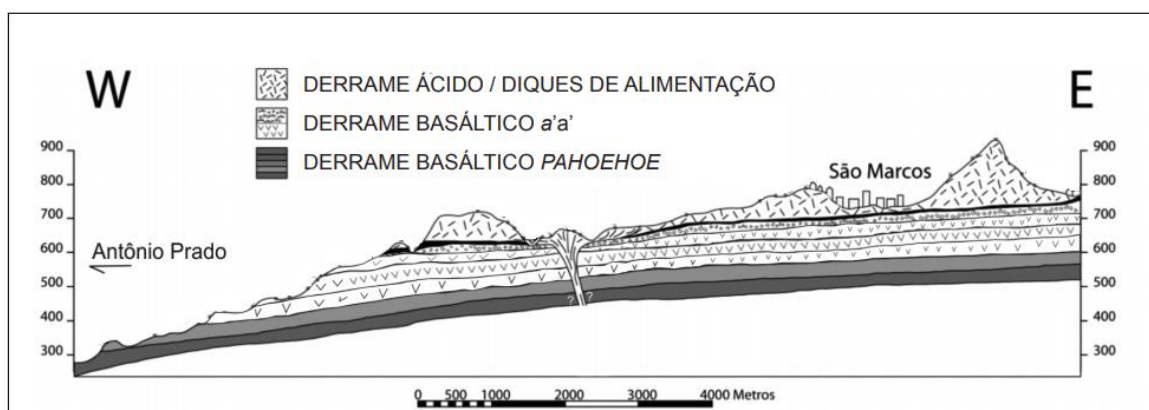 W
E
DERRAME ÁCIDO / DIQUES DE ALIMENTAÇÃO
DERRAME BASÁLTICO a'a'
DERRAME BASÁLTICO PAHOEHOE
900
800
700
600
500
400
300
900
800
700
600
500
400
300
São Marcos
Antônio Prado
? ?
0 500 1000 2000 3000 4000 Metros